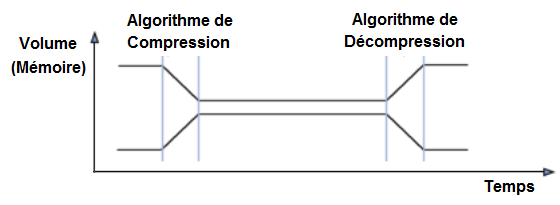 Algorithme de
Compression
Algorithme de
Décompression
Volume
(Mémoire)
Temps